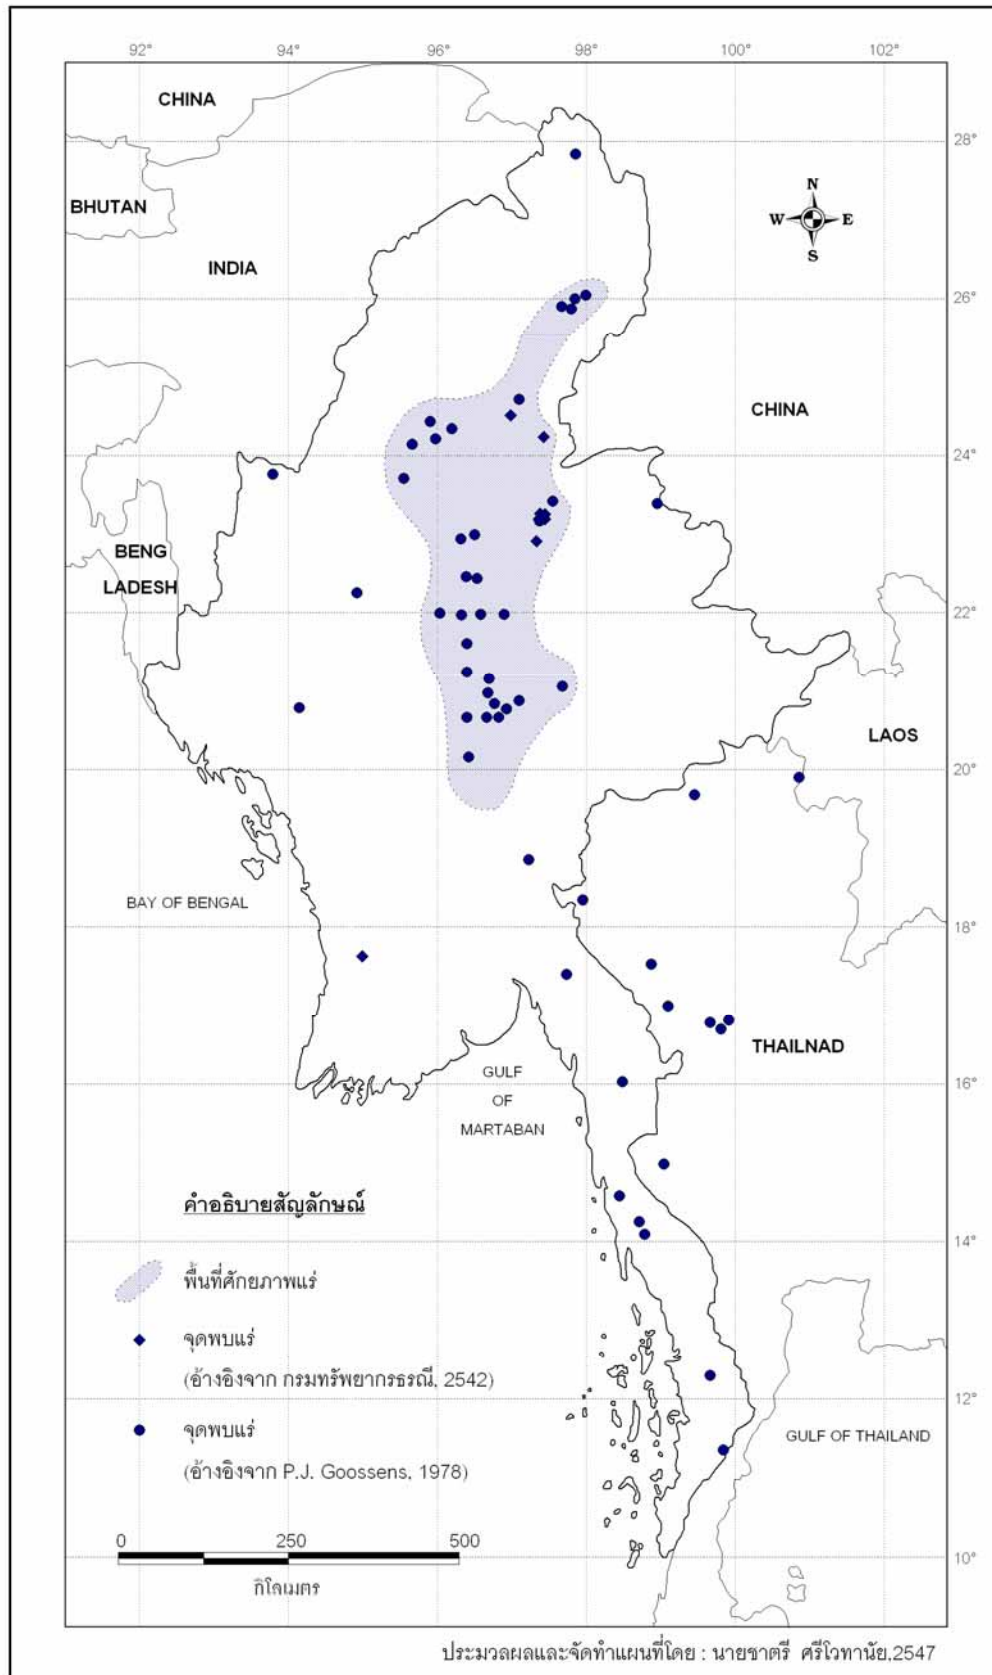 92° 94° 96° 98° 100° 102°
CHINA
28°
BHUTAN
N
W E
S
INDIA
26°
CHINA
24°
BENG
LADESH
22°
LAOS
20°
BAY OF BENGAL
18°
THAILNAD
GULF
OF
MARTABAN
16°
คำอธิบายสัญลักษณ์
14°
พื้นที่ศักยภาพแร่
จุดพบแร่
(อ้างอิงจาก กรมทรัพยากรธรณี, 2542)
12°
จุดพบแร่
(อ้างอิงจาก P.J. Goossens, 1978)
GULF OF THAILAND
0 250 500
กิโลเมตร
10°
ประมวลผลและจัดทำแผนที่โดย : นายชาตรี ศรีโวทานัย,2547